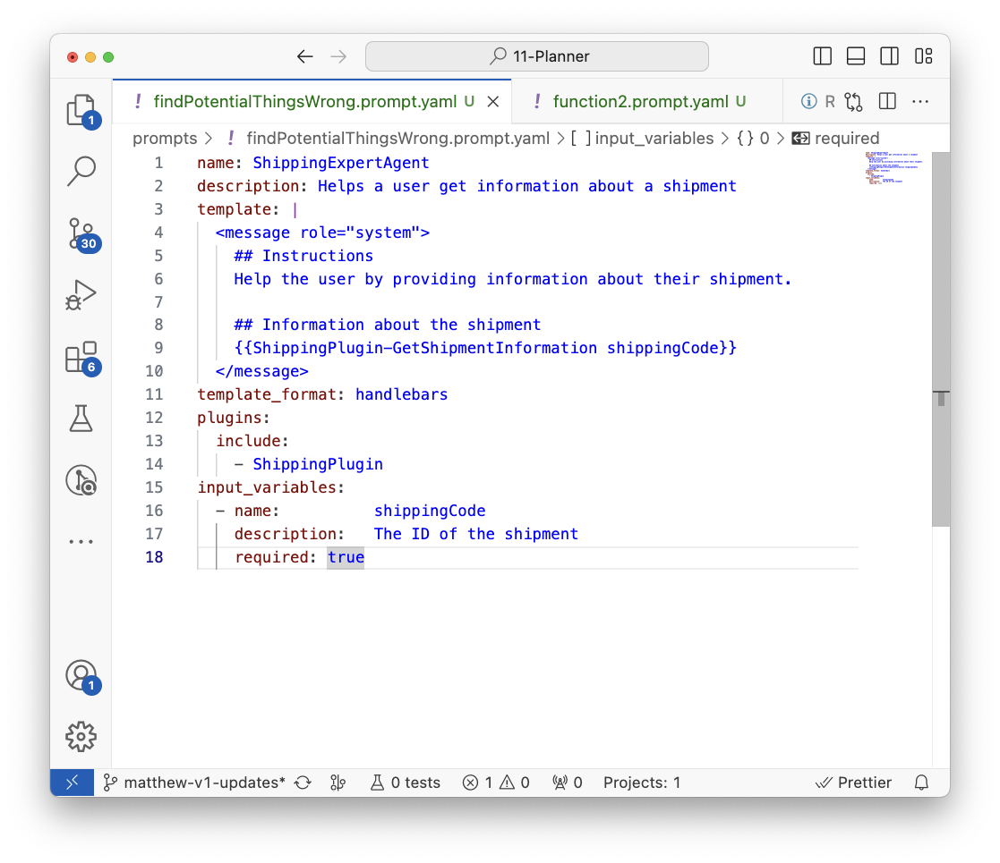 11-Planner
! findPotentialThingsWrong.prompt.yaml U
! function2.prompt.yaml U
R
prompts > ! findPotentialThingsWrong.prompt.yaml > [ ] input_variables > {} 0 > required
1 name: ShippingExpertAgent
2 description: Helps a user get information about a shipment
3 template: |
4 <message role="system">
5 ## Instructions
6 Help the user by providing information about their shipment.
7
8 ## Information about the shipment
9 {{ShippingPlugin-GetShipmentInformation shippingCode}}
10 </message>
11 template_format: handlebars
12 plugins:
13 include:
14 - ShippingPlugin
15 input_variables:
16 - name: shippingCode
17 description: The ID of the shipment
18 required: true
1
30
6
1
matthew-v1-updates* 0 tests 1 0 0 Projects: 1 Prettier